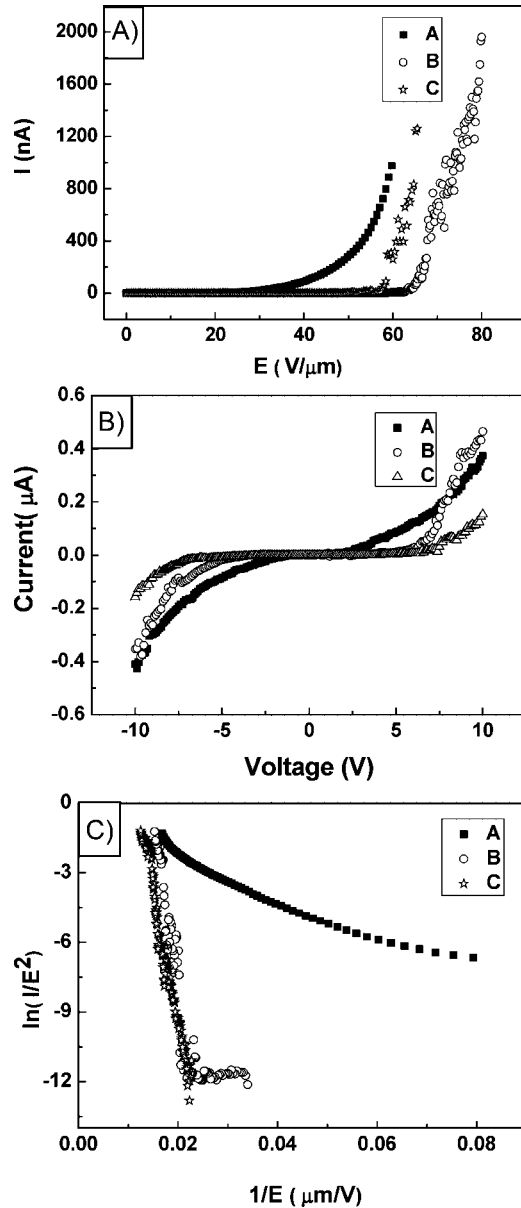 A)
A
B
C
2000
1600
1200
800
400
0
I (nA)
0 20 40 60 80
E ( V/μm)
B)
A
B
C
0.6
0.4
0.2
0.0
-0.2
-0.4
-0.6
Current( μA)
-10 -5 0 5 10
Voltage (V)
C)
A
B
C
0
-3
-6
-9
-12
ln( I/E²)
0.00 0.02 0.04 0.06 0.08
1/E ( μm/V)